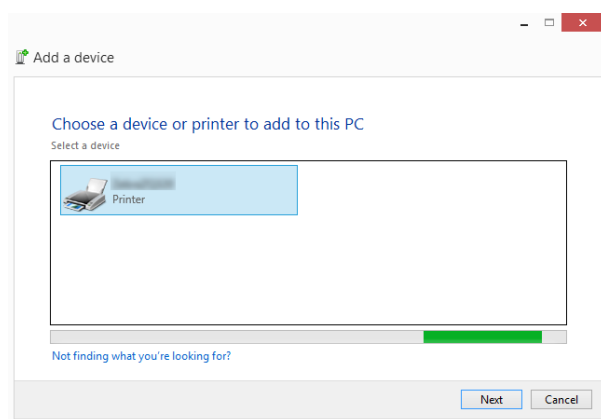 Add a device
Choose a device or printer to add to this PC
Select a device
Printer
Not finding what you're looking for?
Next
Cancel